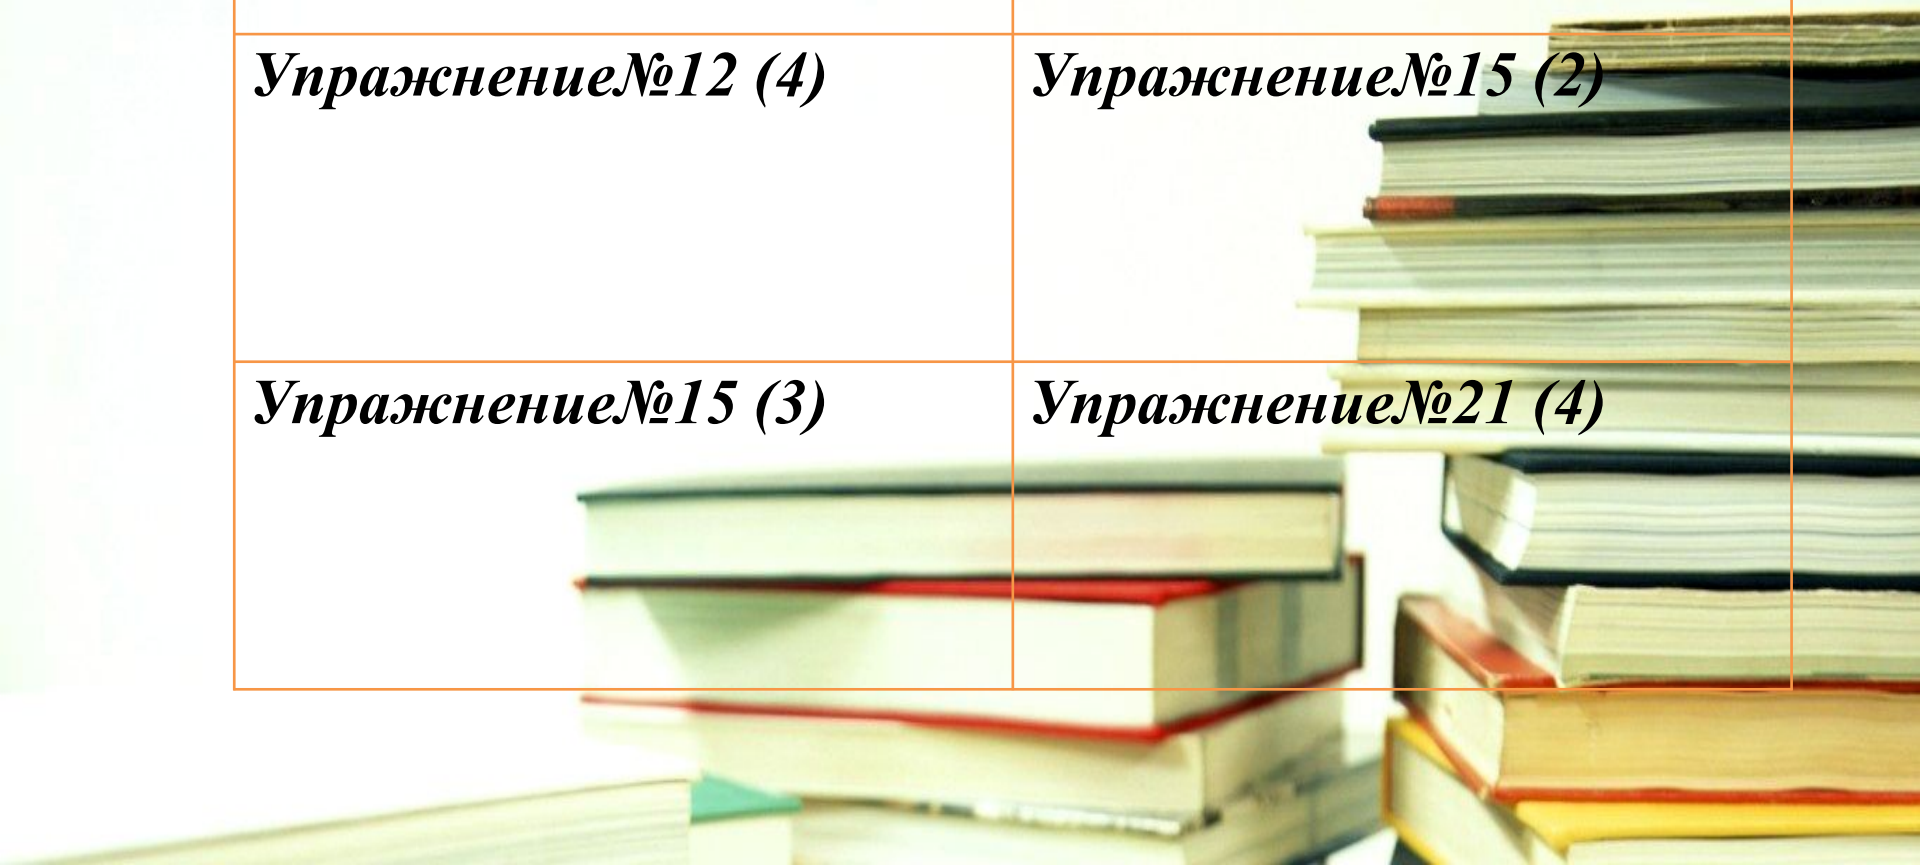 Упражнение№12 (4)
Упражнение№15 (2)
Упражнение№15 (3)
Упражнение№21 (4)